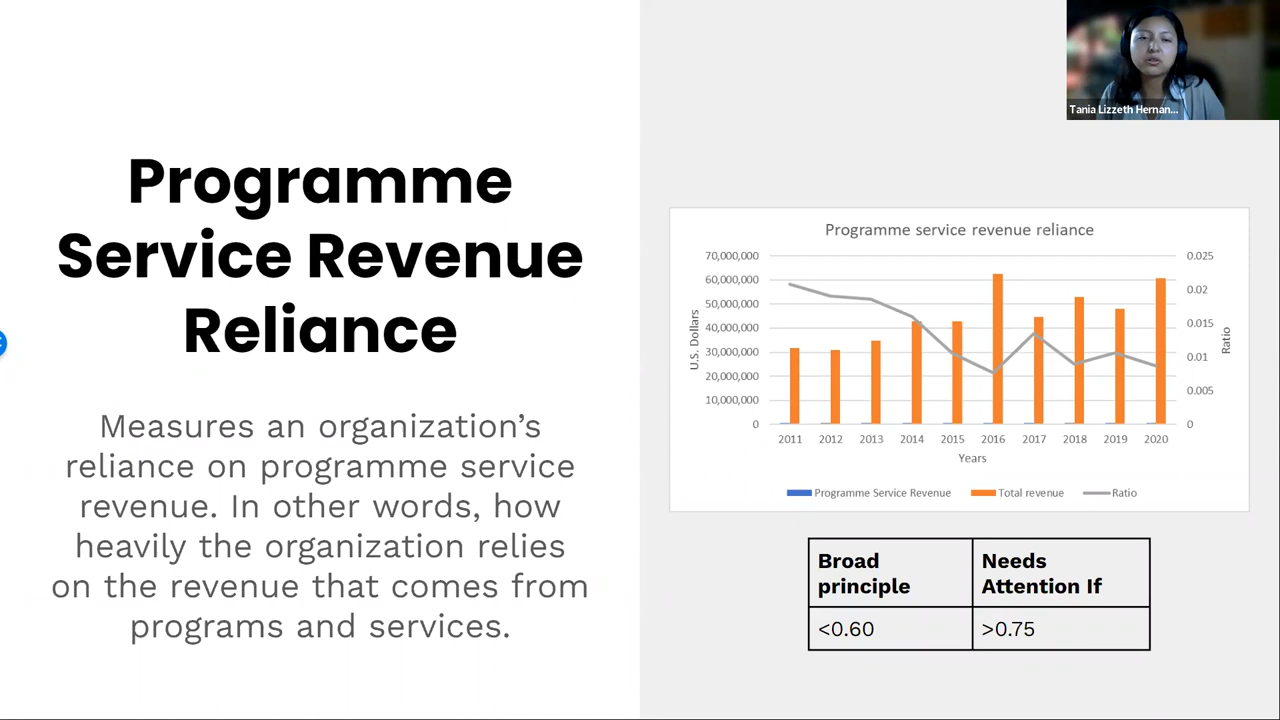 Programme
Service Revenue
Reliance
Measures an organization’s
reliance on programme service
revenue. In other words, how
heavily the organization relies
on the revenue that comes from
programs and services.
Tania Lizzeth Hernan...
Programme service revenue reliance
70,000,000
60,000,000
50,000,000
40,000,000
30,000,000
20,000,000
10,000,000
0
U.S. Dollars
0.025
0.02
0.015
0.01
0.005
0
Ratio
2011 2012 2013 2014 2015 2016 2017 2018 2019 2020
Years
Programme Service Revenue Total revenue Ratio
Broad principle Needs Attention If
<0.60 >0.75